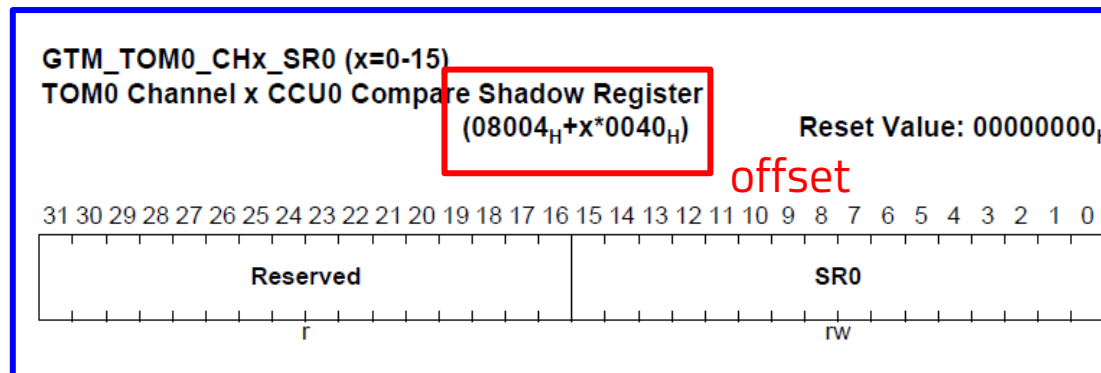 GTM_TOM0_CHx_SR0 (x=0-15)
TOM0 Channel x CCU0 Compare Shadow Register
(08004H+x*0040H) Reset Value: 00000000H
offset
31 30 29 28 27 26 25 24 23 22 21 20 19 18 17 16 15 14 13 12 11 10 9 8 7 6 5 4 3 2 1 0
Reserved SR0
r rw